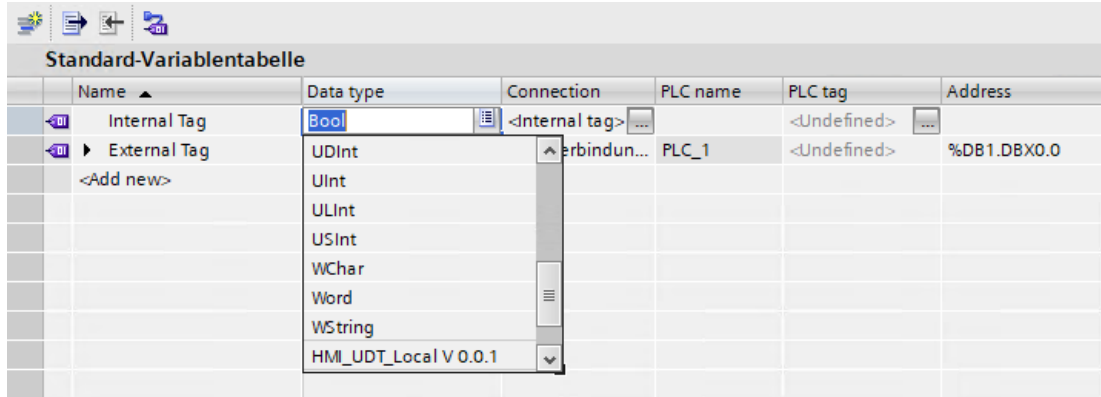 Standard-Variablentabelle
Name Data type Connection PLC name PLC tag Address
Internal Tag Bool <Internal tag> ... <Undefined> ...
External Tag erbindun... PLC_1 <Undefined> %DB1.DBX0.0
<Add new>
UDInt
UInt
ULInt
USInt
WChar
Word
WString
HMI_UDT_Local V 0.0.1